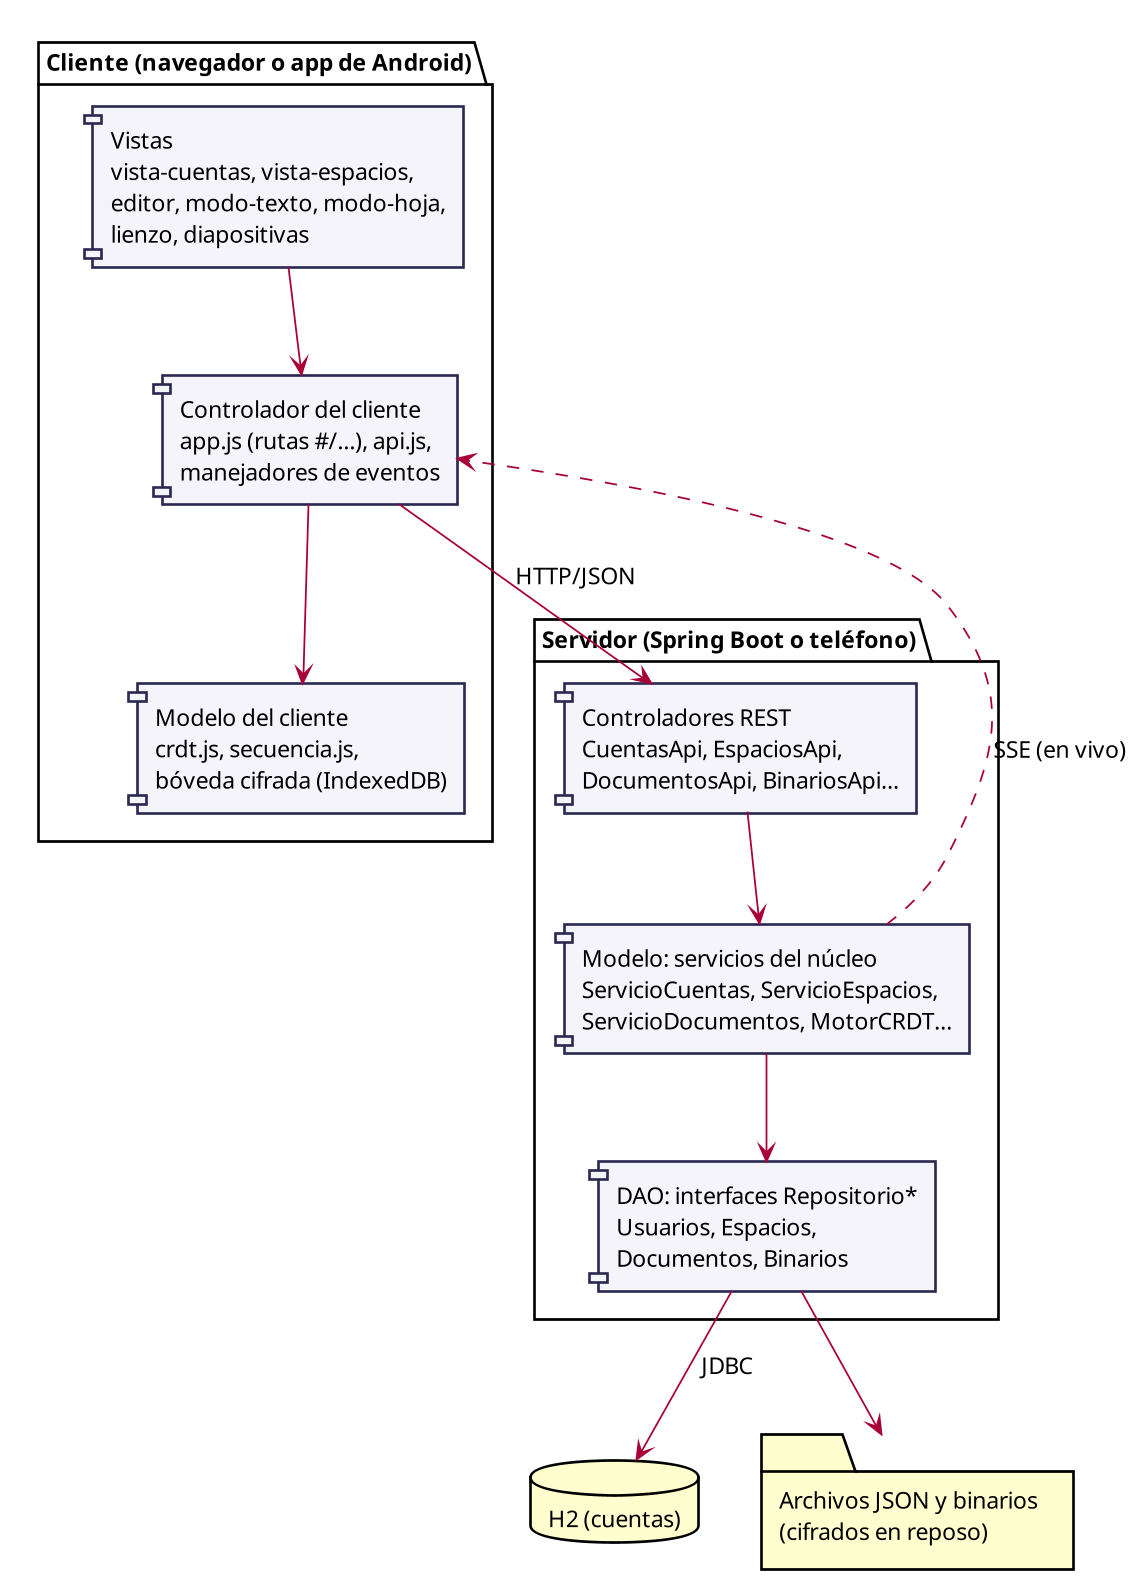 Cliente (navegador o app de Android)
Vistas
vista-cuentas, vista-espacios,
editor, modo-texto, modo-hoja,
lienzo, diapositivas
Controlador del cliente
app.js (rutas #/...), api.js,
manejadores de eventos
HTTP/JSON
Modelo del cliente
crdt.js, secuencia.js,
bóveda cifrada (IndexedDB)
Servidor (Spring Boot o teléfono)
Controladores REST
CuentasApi, EspaciosApi,
DocumentosApi, BinariosApi...
SSE (en vivo)
Modelo: servicios del núcleo
ServicioCuentas, ServicioEspacios,
ServicioDocumentos, MotorCRDT...
DAO: interfaces Repositorio*
Usuarios, Espacios,
Documentos, Binarios
JDBC
H2 (cuentas)
Archivos JSON y binarios
(cifrados en reposo)